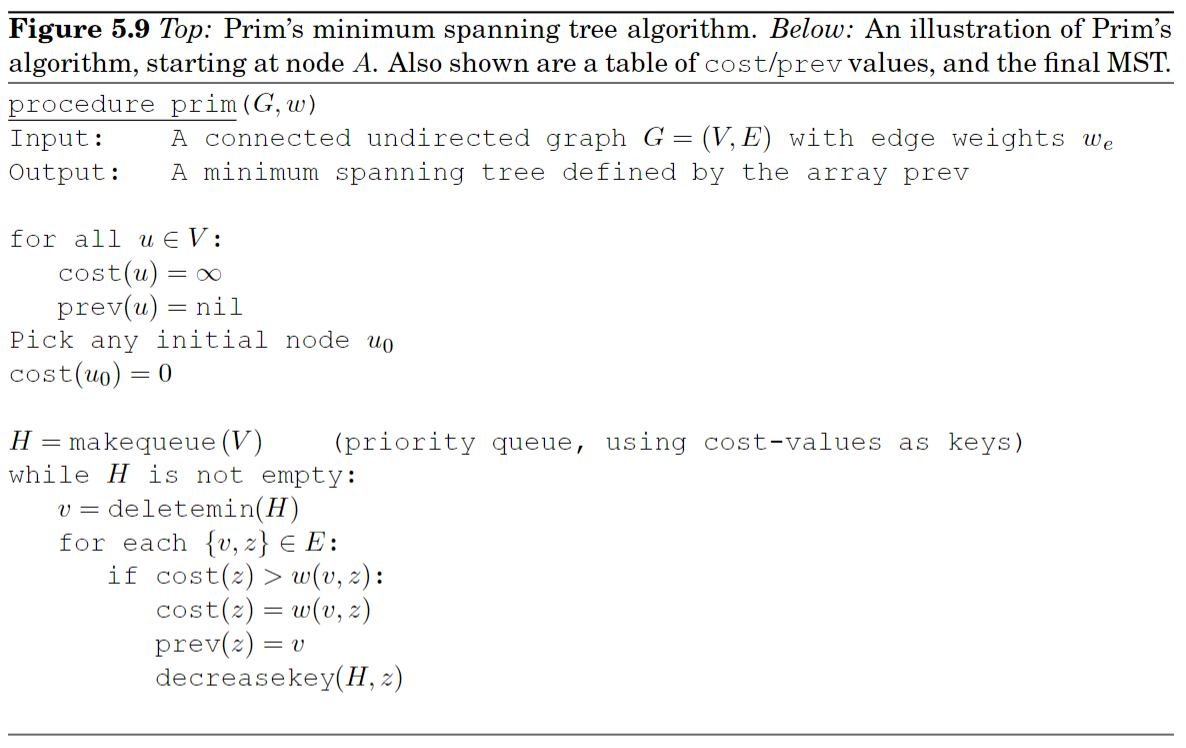 Figure 5.9 Top: Prim's minimum spanning tree algorithm. Below: An illustration of Prim's
algorithm, starting at node A. Also shown are a table of cost/prev values, and the final MST.
procedure prim(G, w)
Input: A connected undirected graph G = (V, E) with edge weights wₑ
Output: A minimum spanning tree defined by the array prev
for all u ∈ V:
cost(u) = ∞
prev(u) = nil
Pick any initial node u₀
cost(u₀) = 0
H = makequeue(V) (priority queue, using cost-values as keys)
while H is not empty:
v = deletemin(H)
for each {v, z} ∈ E:
if cost(z) > w(v, z):
cost(z) = w(v, z)
prev(z) = v
decreasekey(H, z)